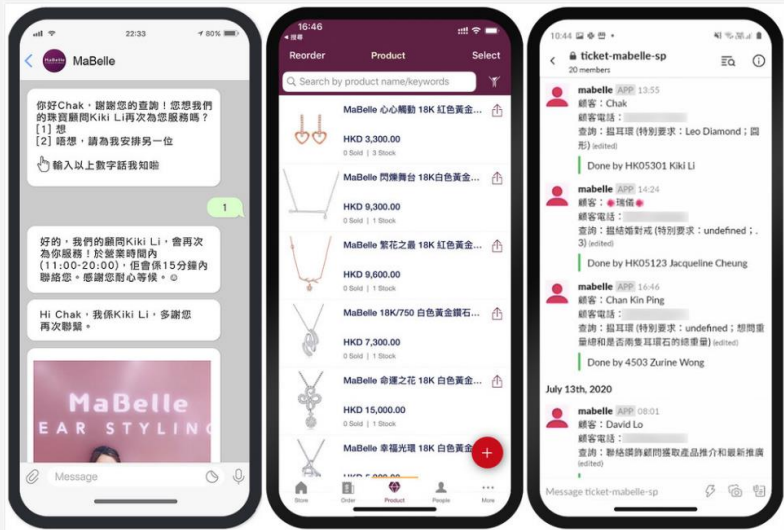 22:33
80%
MaBelle
MaBelle
你好Chak，謝謝您的查詢！您想我們
的珠寶顧問Kiki Li再次為您服務嗎？
[1] 想
[2] 唔想，請為我安排另一位
輸入以上數字話我知啦
1
好的，我們的顧問Kiki Li，會再次
為你服務！於營業時間內
(11:00-20:00)，佢會係15分鐘內
聯絡您。感謝您耐心等候。☺
Hi Chak，我係Kiki Li，多謝您
再次聯繫。
MaBelle
EAR STYLING
Message
16:46
搜尋
Reorder
Product
Select
Search by product name/keywords
MaBelle 心心觸動 18K 紅色黃金...
HKD 3,300.00
0 Sold | 3 Stock
MaBelle 閃爍舞台 18K白色黃金...
HKD 9,300.00
0 Sold | 1 Stock
MaBelle 繁花之最 18K 紅色黃金...
HKD 9,600.00
0 Sold | 1 Stock
MaBelle 18K/750 白色黃金鑽石...
HKD 7,300.00
0 Sold | 1 Stock
MaBelle 命運之花 18K 白色黃金...
HKD 15,000.00
0 Sold | 1 Stock
MaBelle 幸福光環 18K 白色黃金
Store
Order
Product
People
More
10:44
ticket-mabelle-sp
20 members
mabelle APP 13:55
顧客：Chak
顧客電話：
查詢：搵耳環 (特別要求：Leo Diamond；圓
形) (edited)
Done by HK05301 Kiki Li
mabelle APP 14:24
顧客：瑞儀
顧客電話：
查詢：搵結婚對戒 (特別要求：undefined；.
3) (edited)
Done by HK05123 Jacqueline Cheung
mabelle APP 16:46
顧客：Chan Kin Ping
顧客電話：
查詢：搵耳環 (特別要求：undefined；想問重
量總和是否兩隻耳環石的總重量) (edited)
Done by 4503 Zurine Wong
July 13th, 2020
mabelle APP 08:01
顧客：David Lo
顧客電話：
查詢：聯絡鑽飾顧問獲取產品推介和最新推廣
(edited)
Message ticket-mabelle-sp